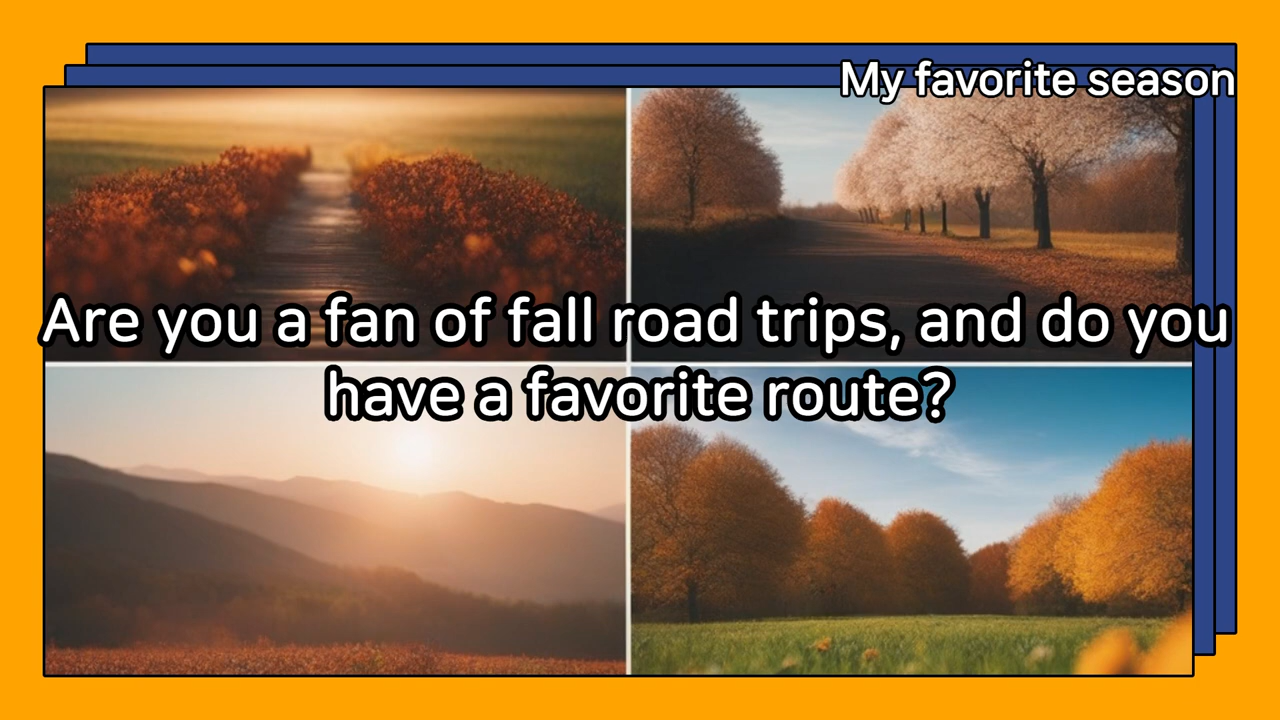 My favorite season
Are you a fan of fall road trips, and do you
have a favorite route?